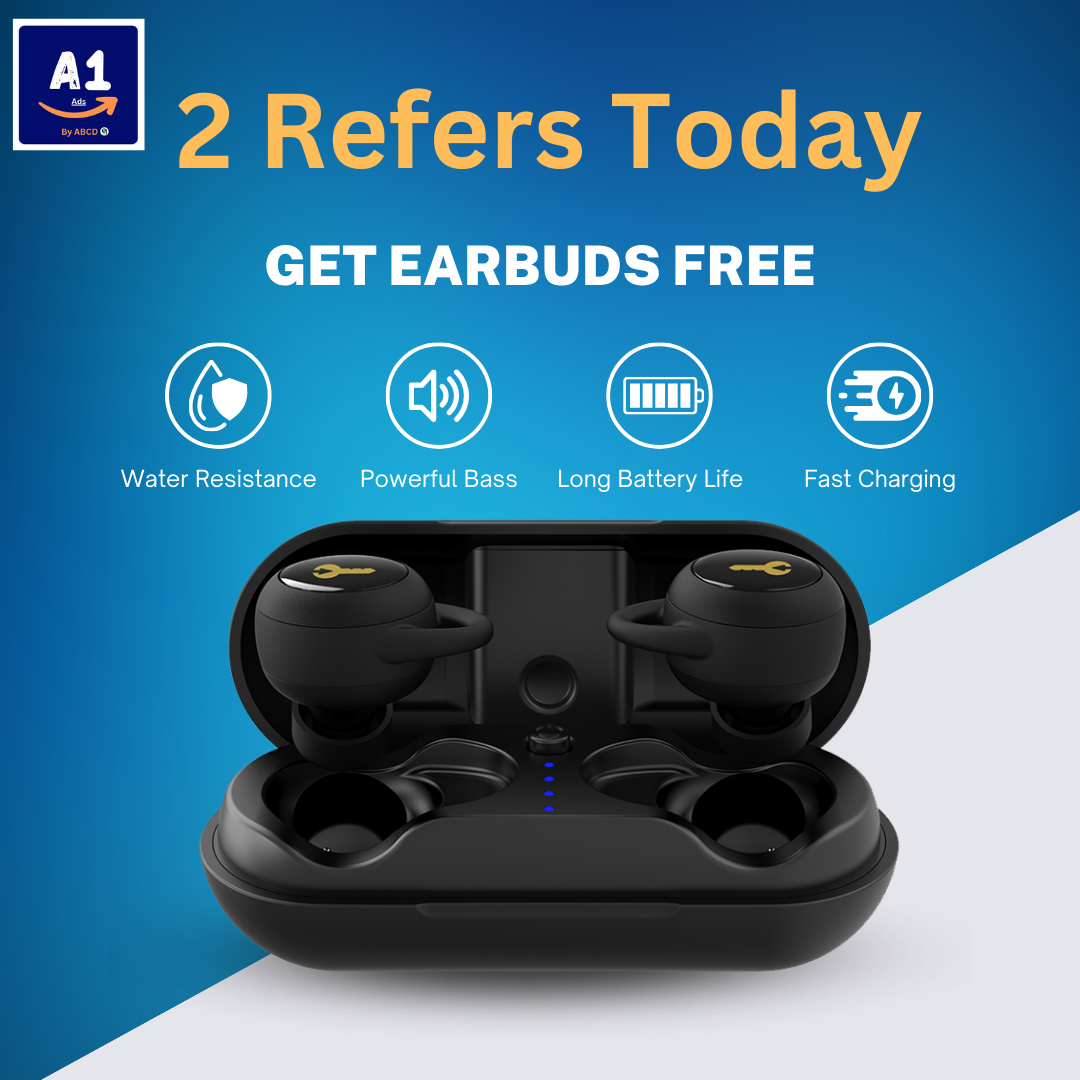 A1
Ads
By ABCD
2 Refers Today
GET EARBUDS FREE
Water Resistance
Powerful Bass
Long Battery Life
Fast Charging